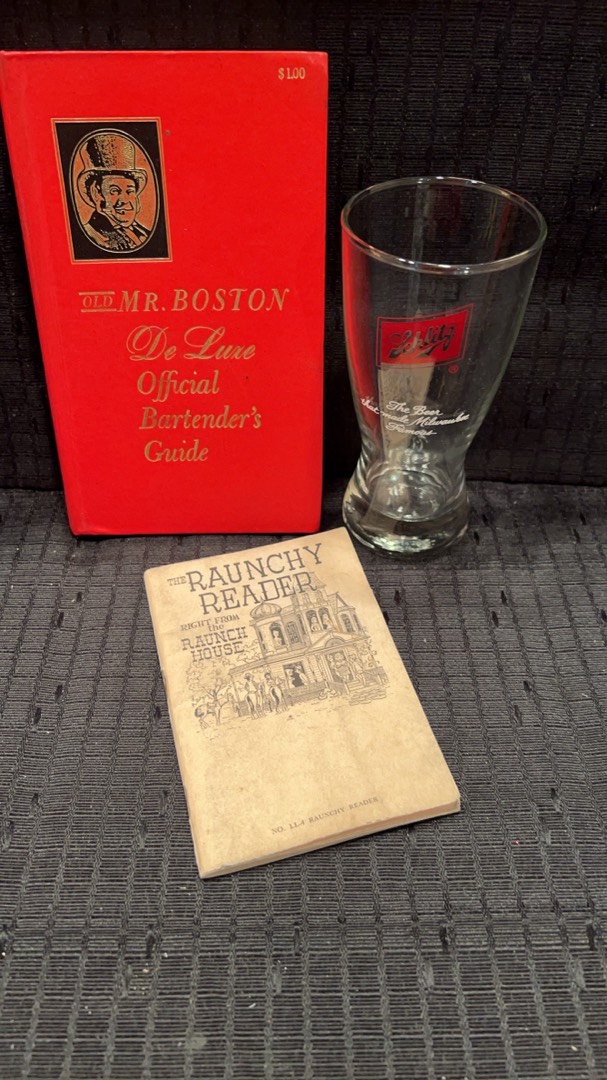 $1.00
OLD MR. BOSTON
De Luxe
Official
Bartender's
Guide
Schlitz
®
The Beer
that made Milwaukee
Famous
THE RAUNCHY
READER
RIGHT FROM
the
RAUNCH
HOUSE
NO. LL-4 RAUNCHY READER